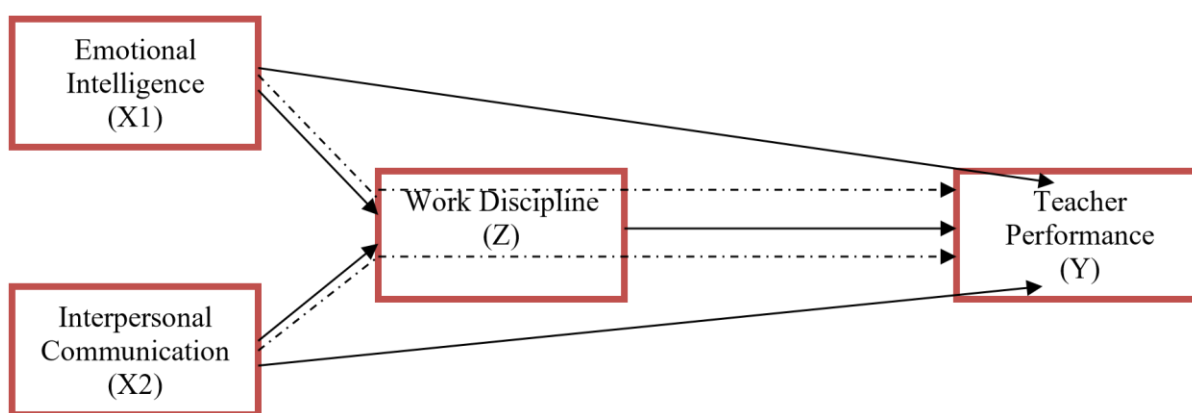 Emotional
Intelligence
(X1)
Work Discipline
(Z)
Teacher
Performance
(Y)
Interpersonal
Communication
(X2)